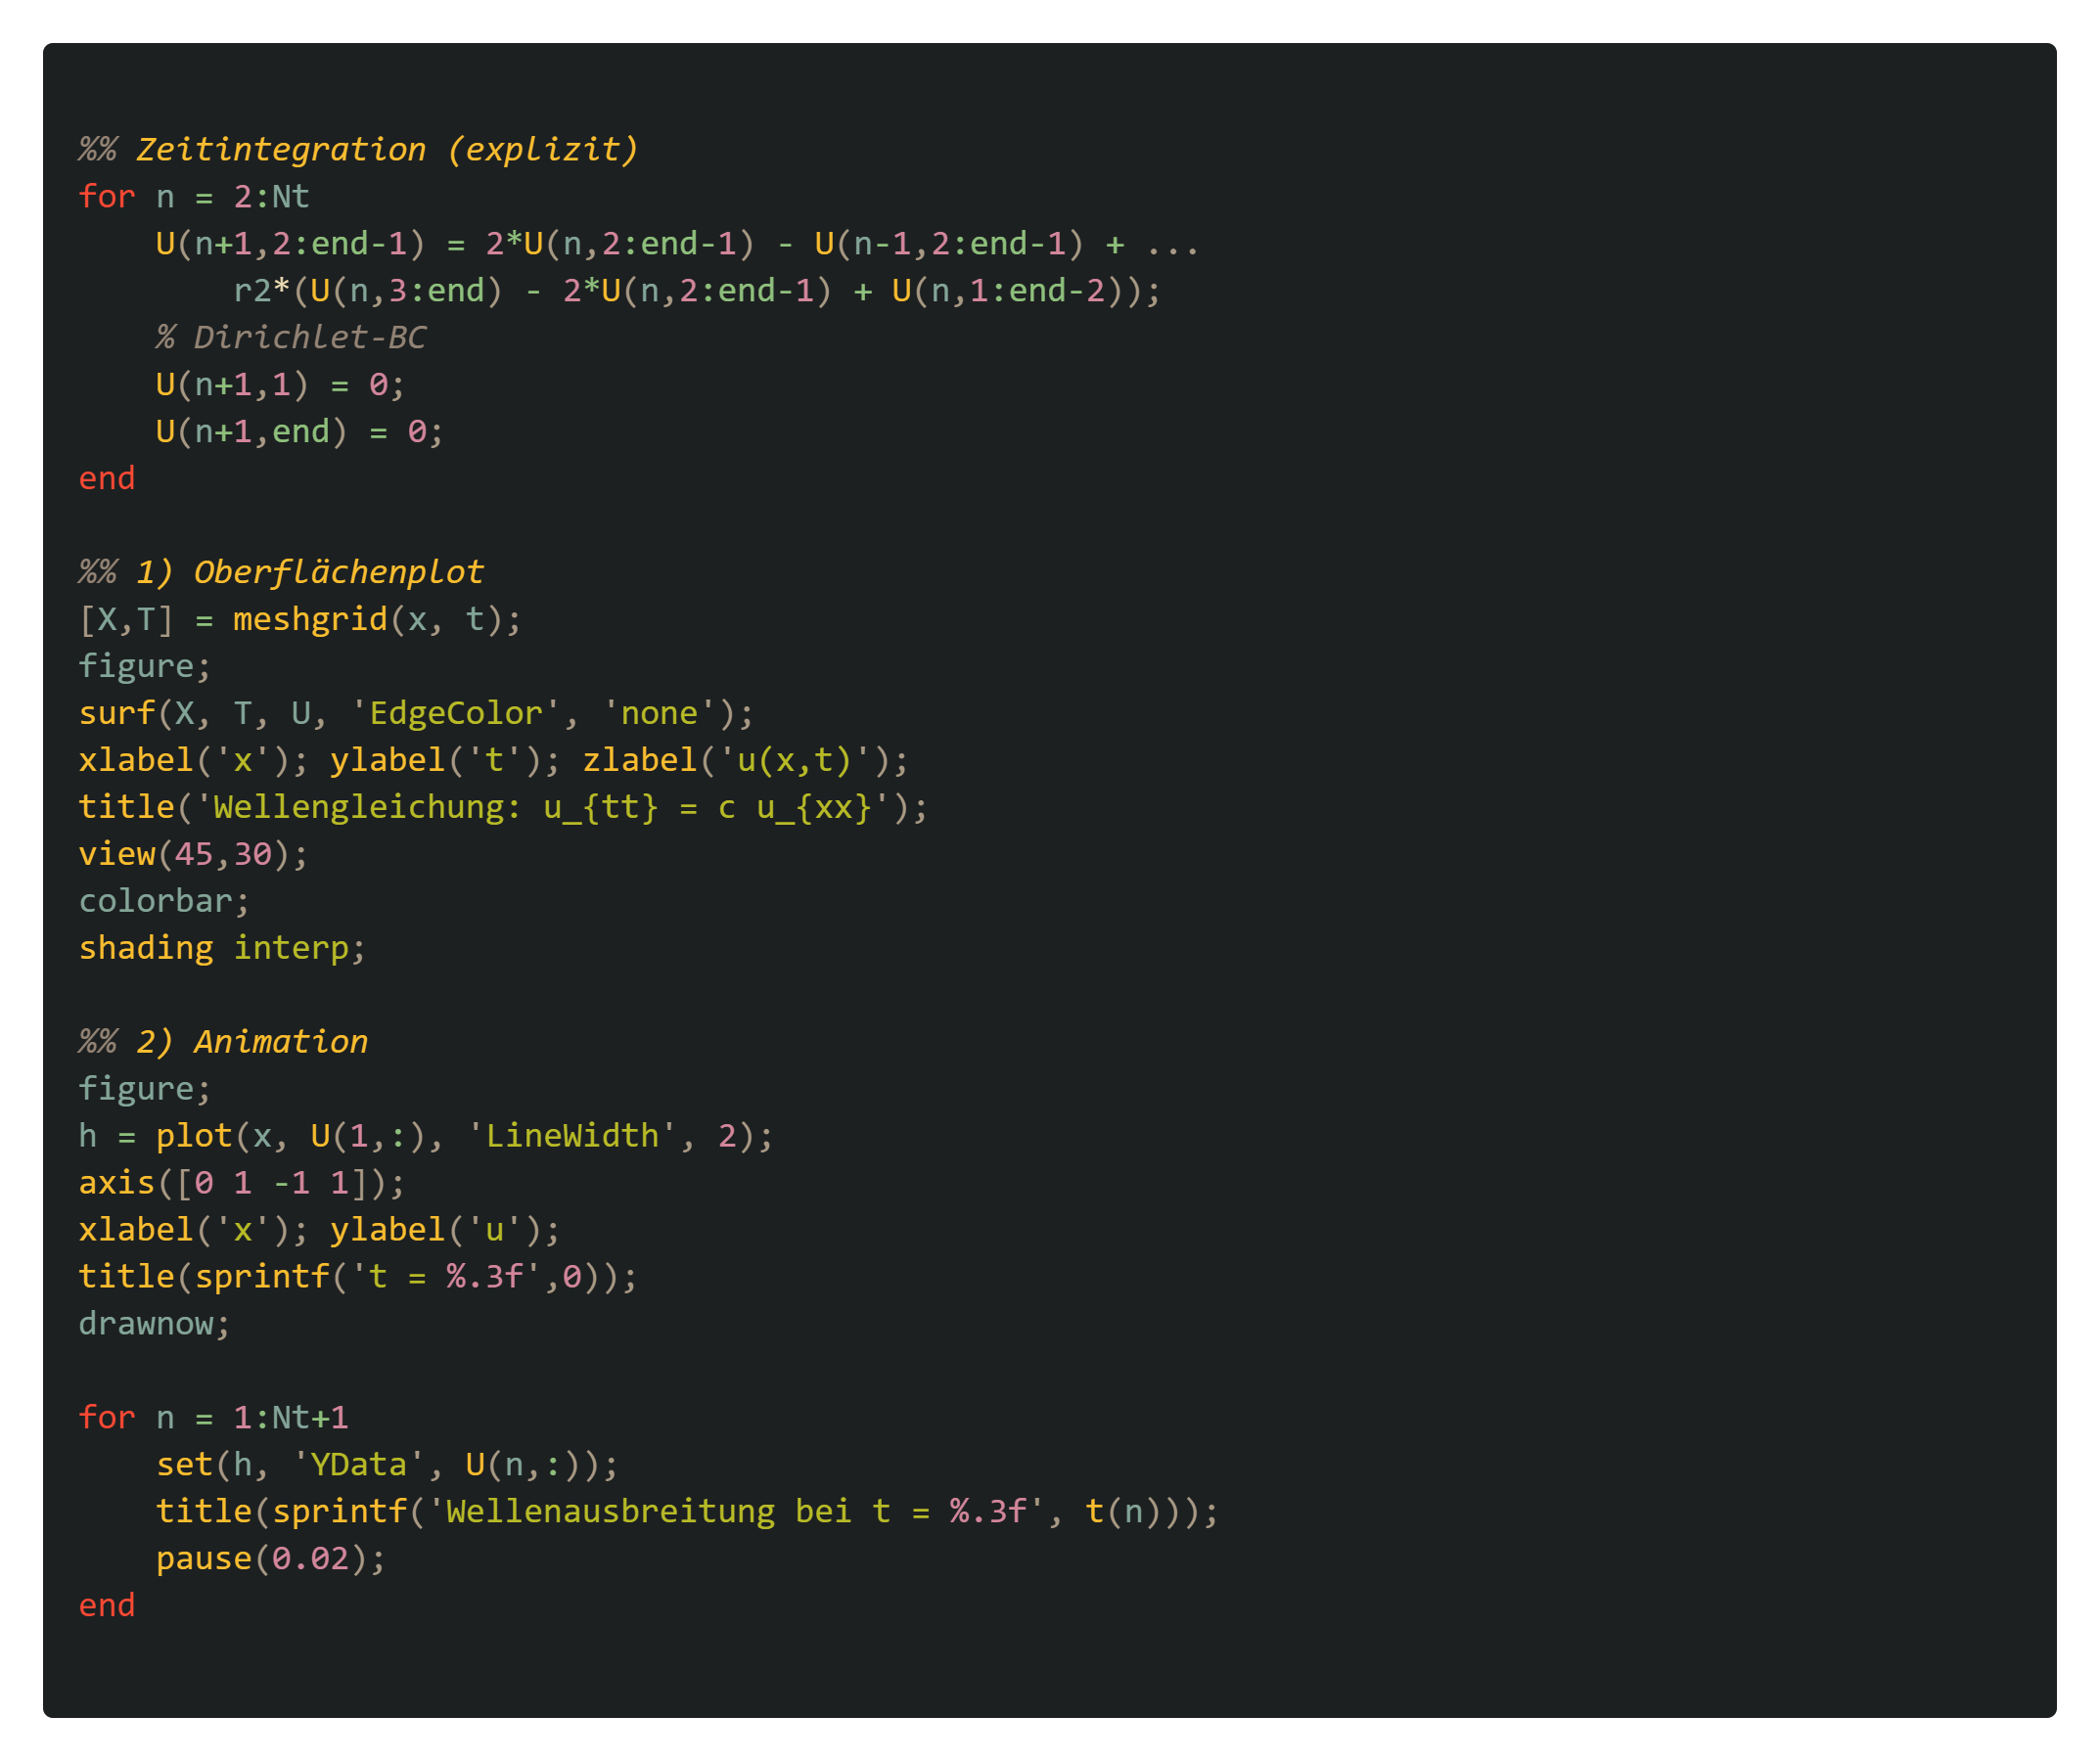 %% Zeitintegration (explizit)
for n = 2:Nt
    U(n+1,2:end-1) = 2*U(n,2:end-1) - U(n-1,2:end-1) + ...
        r2*(U(n,3:end) - 2*U(n,2:end-1) + U(n,1:end-2));
    % Dirichlet-BC
    U(n+1,1) = 0;
    U(n+1,end) = 0;
end

%% 1) Oberflächenplot
[X,T] = meshgrid(x, t);
figure;
surf(X, T, U, 'EdgeColor', 'none');
xlabel('x'); ylabel('t'); zlabel('u(x,t)');
title('Wellengleichung: u_{tt} = c u_{xx}');
view(45,30);
colorbar;
shading interp;

%% 2) Animation
figure;
h = plot(x, U(1,:), 'LineWidth', 2);
axis([0 1 -1 1]);
xlabel('x'); ylabel('u');
title(sprintf('t = %.3f',0));
drawnow;

for n = 1:Nt+1
    set(h, 'YData', U(n,:));
    title(sprintf('Wellenausbreitung bei t = %.3f', t(n)));
    pause(0.02);
end